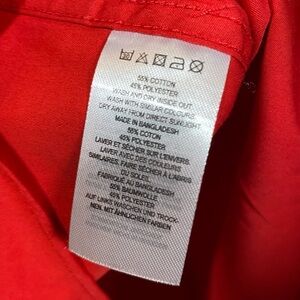 55% COTTON
45% POLYESTER
WASH AND DRY INSIDE OUT
WASH WITH SIMILAR COLOURS
DRY AWAY FROM DIRECT SUNLIGHT
MADE IN BANGLADESH
55% COTON
45% POLYESTER
LAVER ET SÉCHER SUR L'ENVERS.
LAVER AVEC DES COULEURS
SIMILAIRES, FAIRE SÉCHER À L'ABRIS
DU SOLEIL
FABRIQUÉ AU BANGLADESH
55% BAUMWOLLE
45% POLYESTER
AUF LINKE WASCHEN UND TROCK-
NEN. MIT ÄHNLICHEN FARBEN